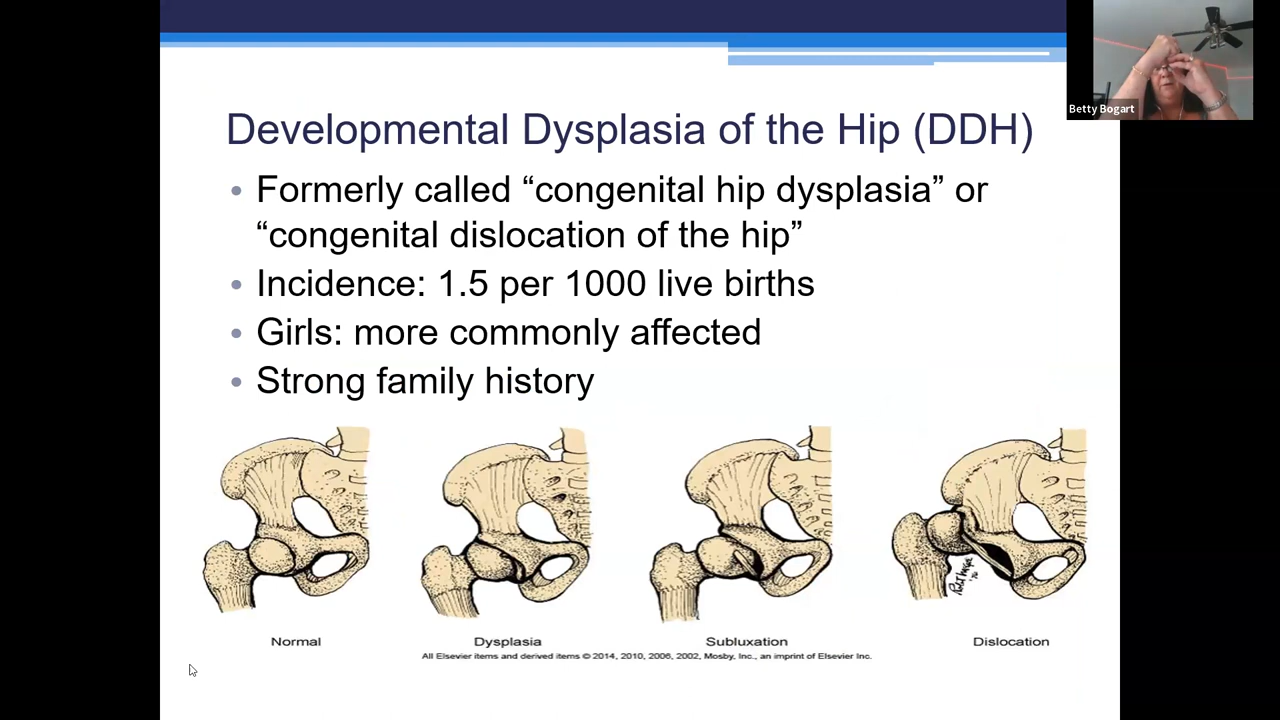 Betty Bogart
Developmental Dysplasia of the Hip (DDH)
• Formerly called “congenital hip dysplasia” or
“congenital dislocation of the hip”
• Incidence: 1.5 per 1000 live births
• Girls: more commonly affected
• Strong family history
Normal
Dysplasia
Subluxation
Dislocation
All Elsevier items and derived items © 2014, 2010, 2006, 2002, Mosby, Inc., an imprint of Elsevier Inc.